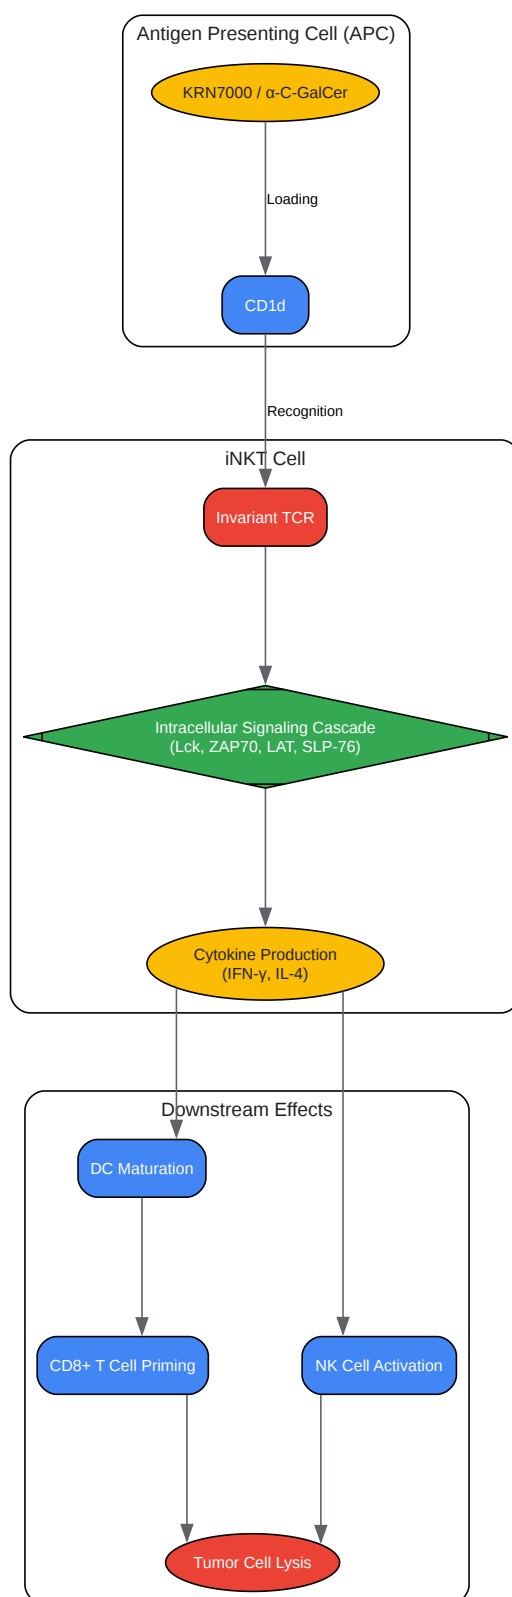 Antigen Presenting Cell (APC)
KRN7000 / α-C-GalCer
Loading
CD1d
Recognition
iNKT Cell
Invariant TCR
Intracellular Signaling Cascade
(Lck, ZAP70, LAT, SLP-76)
Cytokine Production
(IFN-γ, IL-4)
Downstream Effects
DC Maturation
CD8+ T Cell Priming
NK Cell Activation
Tumor Cell Lysis